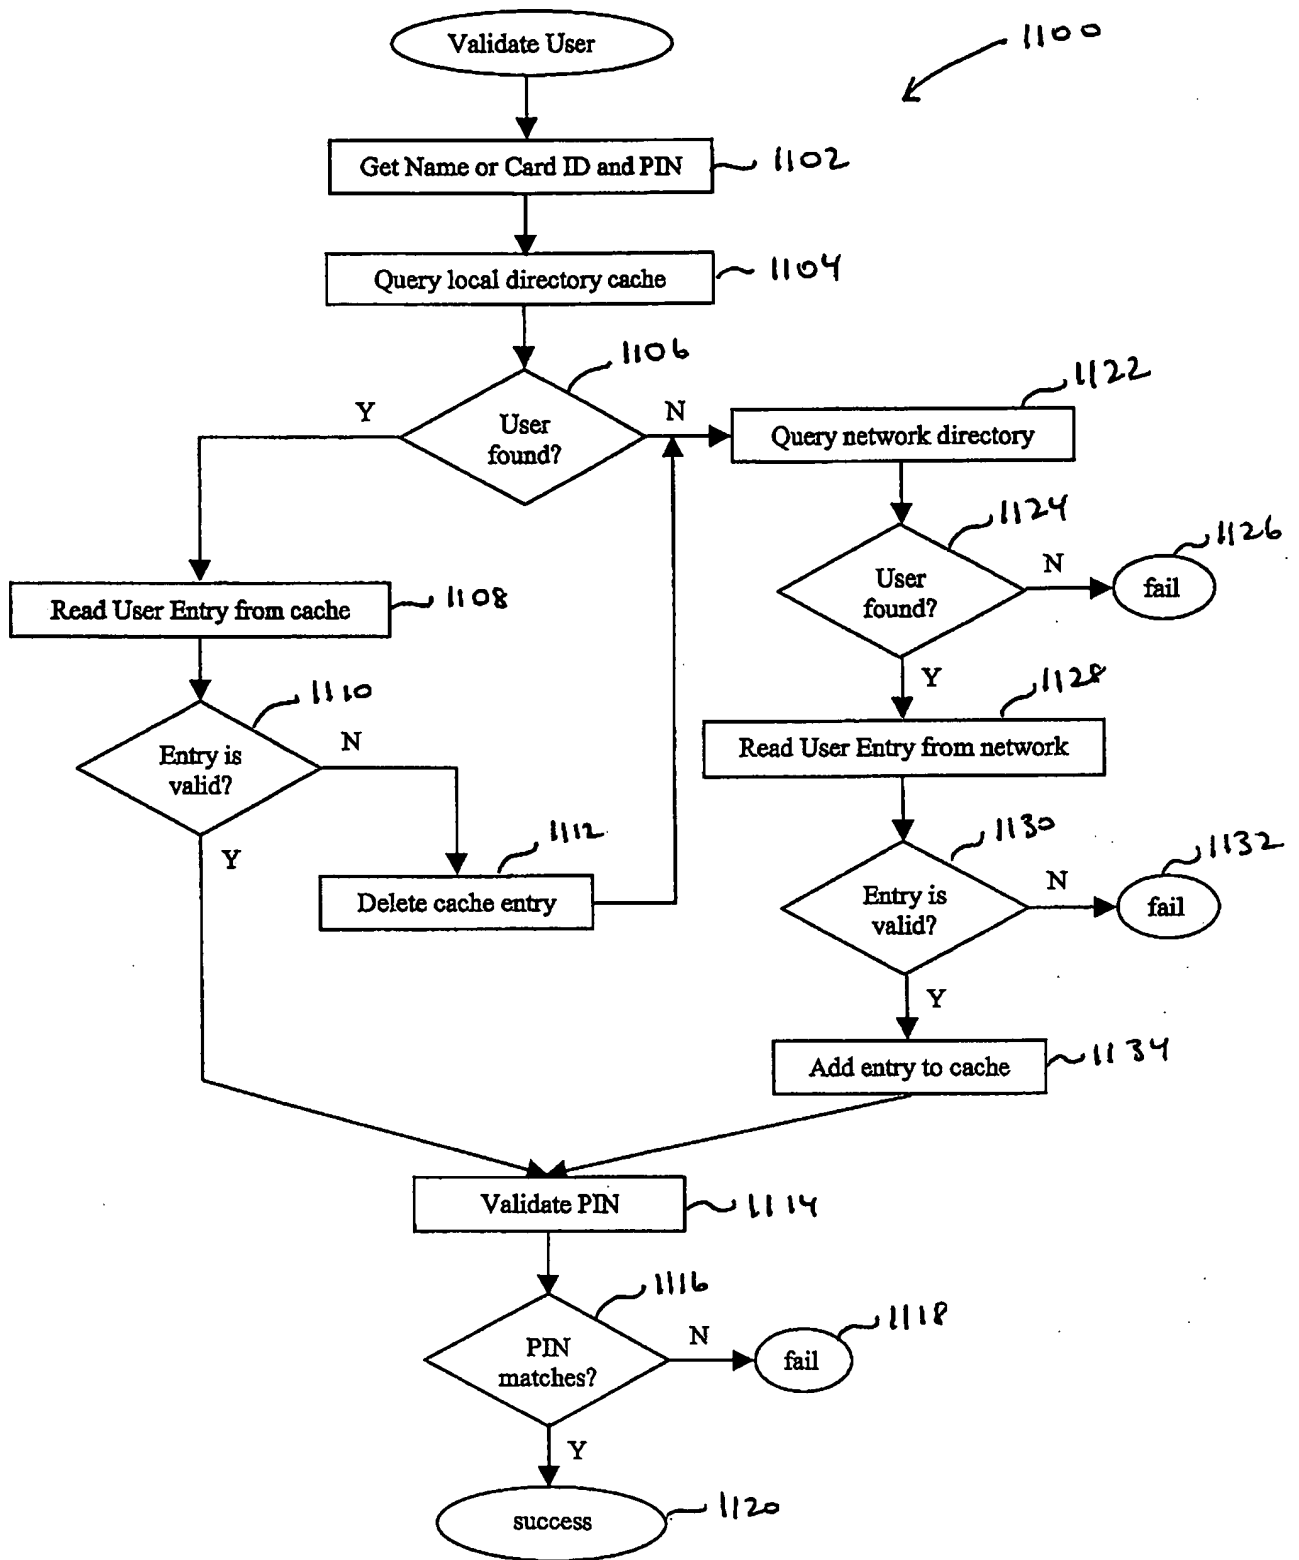 Validate User
1100
Get Name or Card ID and PIN
1102
Query local directory cache
1104
1106
User
found?
Y
N
1122
Query network directory
1124
User
found?
N
1126
fail
Y
Read User Entry from cache
1108
1128
Read User Entry from network
1110
Entry is
valid?
N
Y
1112
Delete cache entry
1130
Entry is
valid?
N
1132
fail
Y
Add entry to cache
1134
Validate PIN
1114
1116
PIN
matches?
N
1118
fail
Y
success
1120